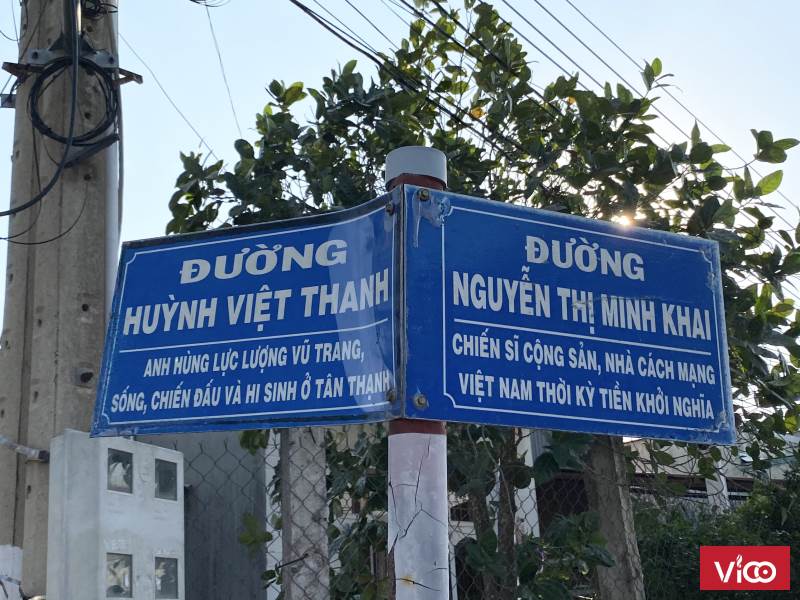 ĐƯỜNG
HUỲNH VIỆT THANH
ANH HÙNG LỰC LƯỢNG VŨ TRANG,
SỐNG, CHIẾN ĐẤU VÀ HI SINH Ở TÂN THẠNH
ĐƯỜNG
NGUYỄN THỊ MINH KHAI
CHIẾN SĨ CỘNG SẢN, NHÀ CÁCH MẠNG
VIỆT NAM THỜI KỲ TIỀN KHỞI NGHĨA
VIOO